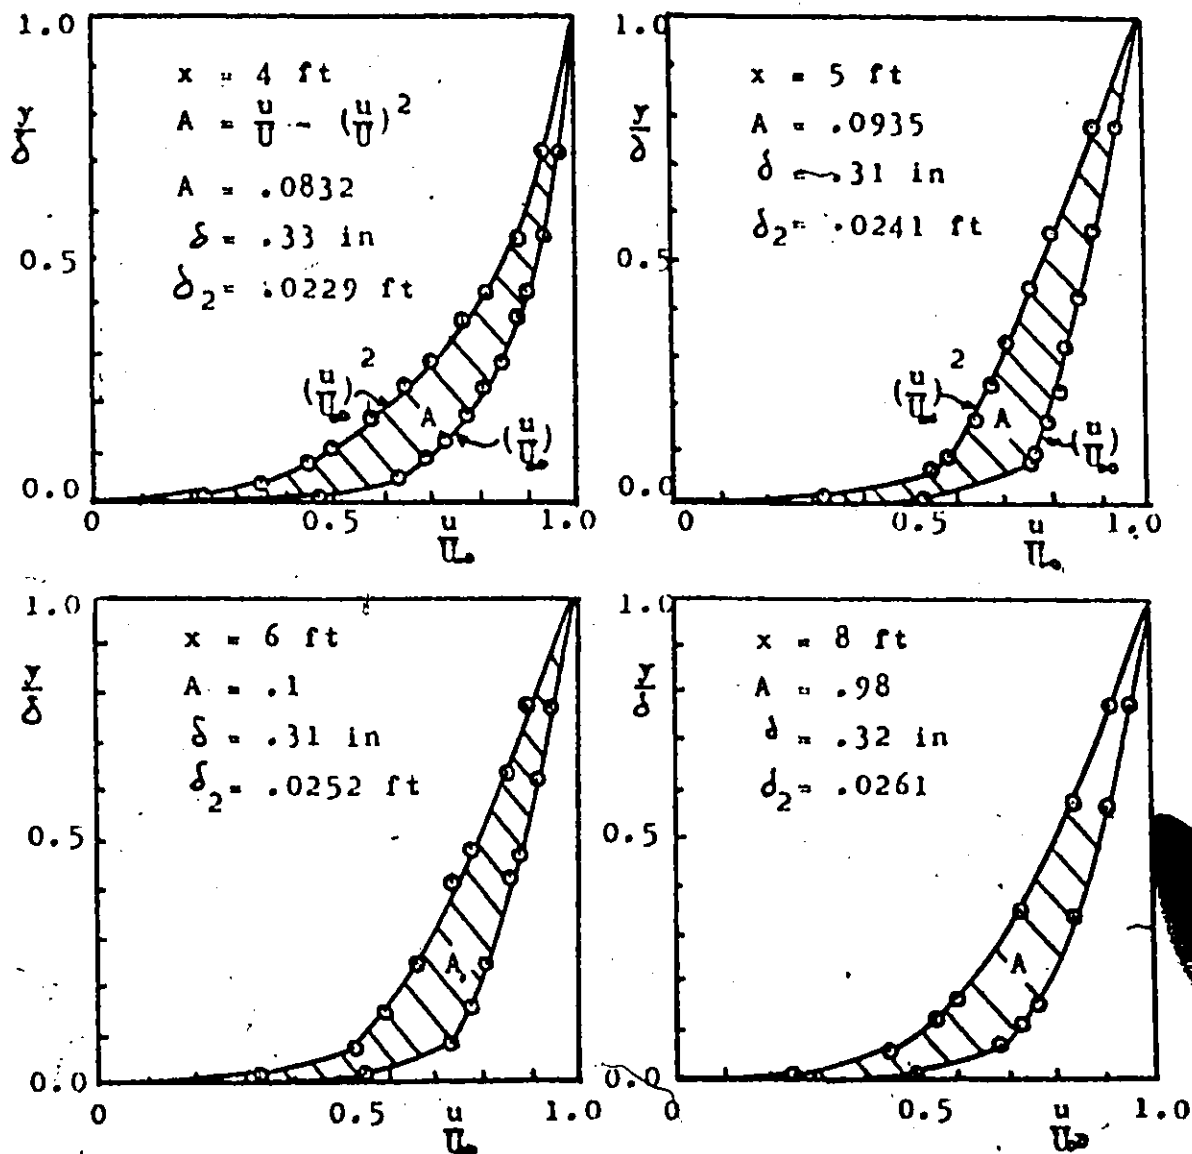 1.0
x = 4 ft
A = u/U - (u/U)^2
y/δ
A = .0832
δ = .33 in
0.5
δ2 = .0229 ft
(u/U∞)^2
A
(u/U∞)
0.0
0 0.5 1.0
u/U∞
1.0
x = 5 ft
y/δ
A = .0935
δ = .31 in
δ2 = .0241 ft
0.5
(u/U∞)^2
A
(u/U∞)
0.0
0 0.5 1.0
u/U∞
1.0
x = 6 ft
y/δ
A = .1
δ = .31 in
δ2 = .0252 ft
0.5
A
0.0
0 0.5 1.0
u/U∞
1.0
x = 8 ft
y/δ
A = .98
δ = .32 in
δ2 = .0261
0.5
A
0.0
0 0.5 1.0
u/U∞